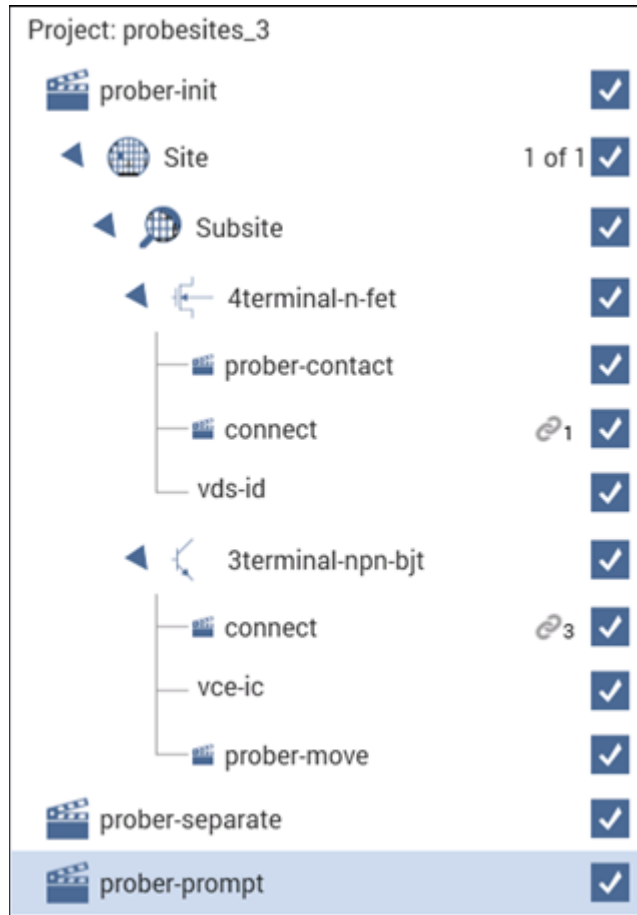 Project: probesites_3
prober-init
Site 1 of 1
Subsite
4terminal-n-fet
prober-contact
connect 1
vds-id
3terminal-npn-bjt
connect 3
vce-ic
prober-move
prober-separate
prober-prompt